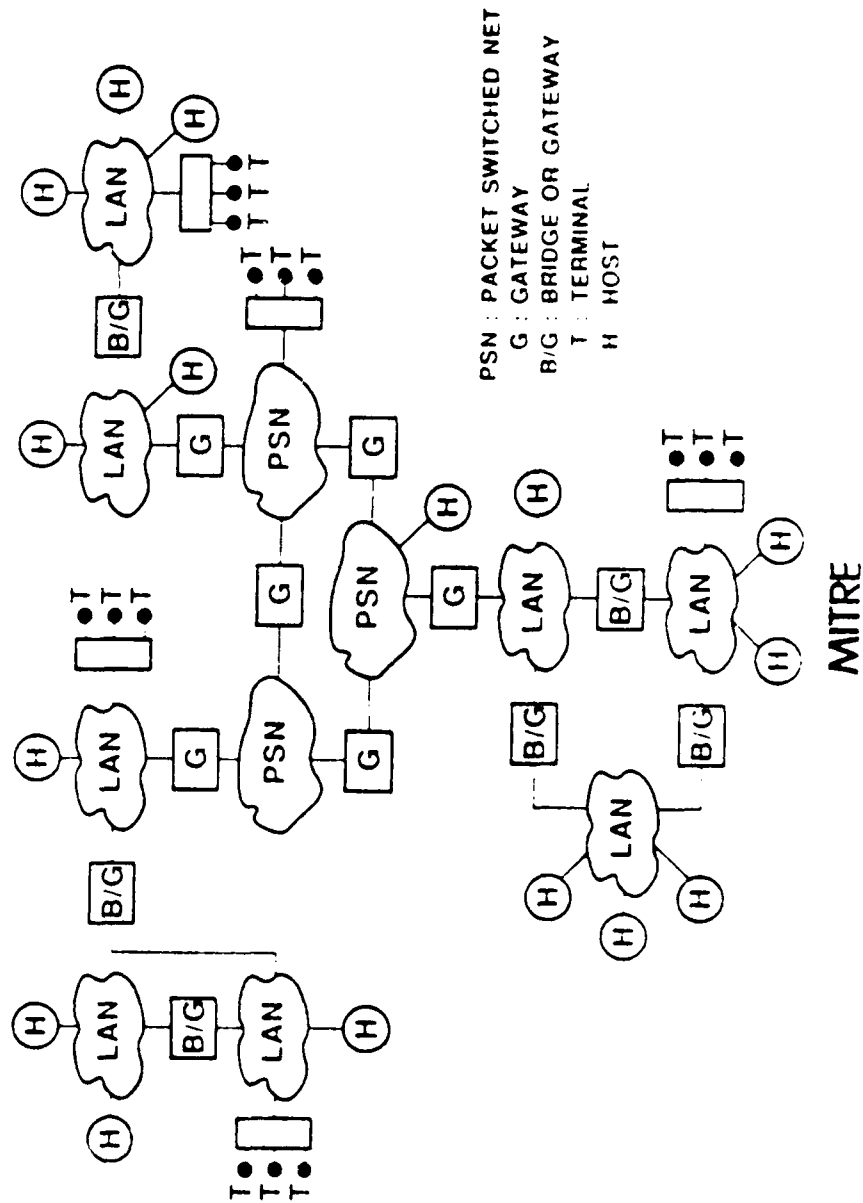 H
H
H
H
H
LAN
B/G
LAN
T
T
T
LAN
B/G
LAN
H
H
H
B/G
G
G
T T T
T
T
T
LAN
PSN
G
PSN
T
T
T
H
G
PSN
G
H
G
H
B/G
LAN
H
H
LAN
B/G
H
B/G
LAN
T
T
T
H
H
PSN : PACKET SWITCHED NET
G : GATEWAY
B/G : BRIDGE OR GATEWAY
T : TERMINAL
H HOST
MITRE